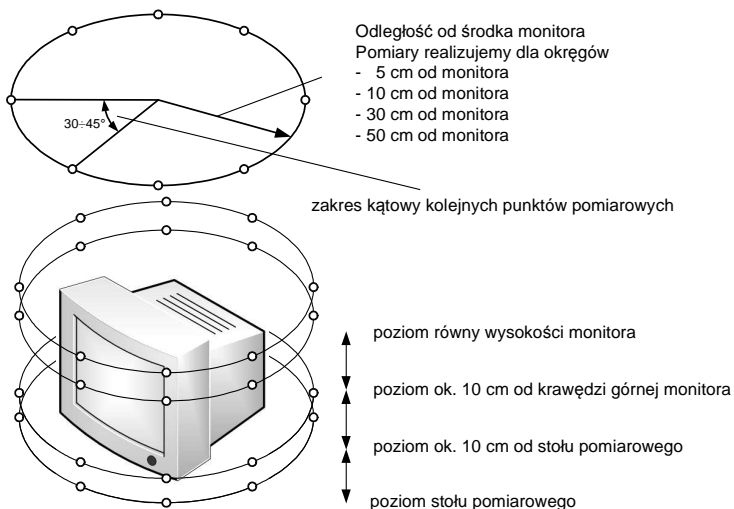 Odległość od środka monitora
Pomiary realizujemy dla okręgów
- 5 cm od monitora
- 10 cm od monitora
- 30 cm od monitora
- 50 cm od monitora
30÷45°
zakres kątowy kolejnych punktów pomiarowych
poziom równy wysokości monitora
poziom ok. 10 cm od krawędzi górnej monitora
poziom ok. 10 cm od stołu pomiarowego
poziom stołu pomiarowego